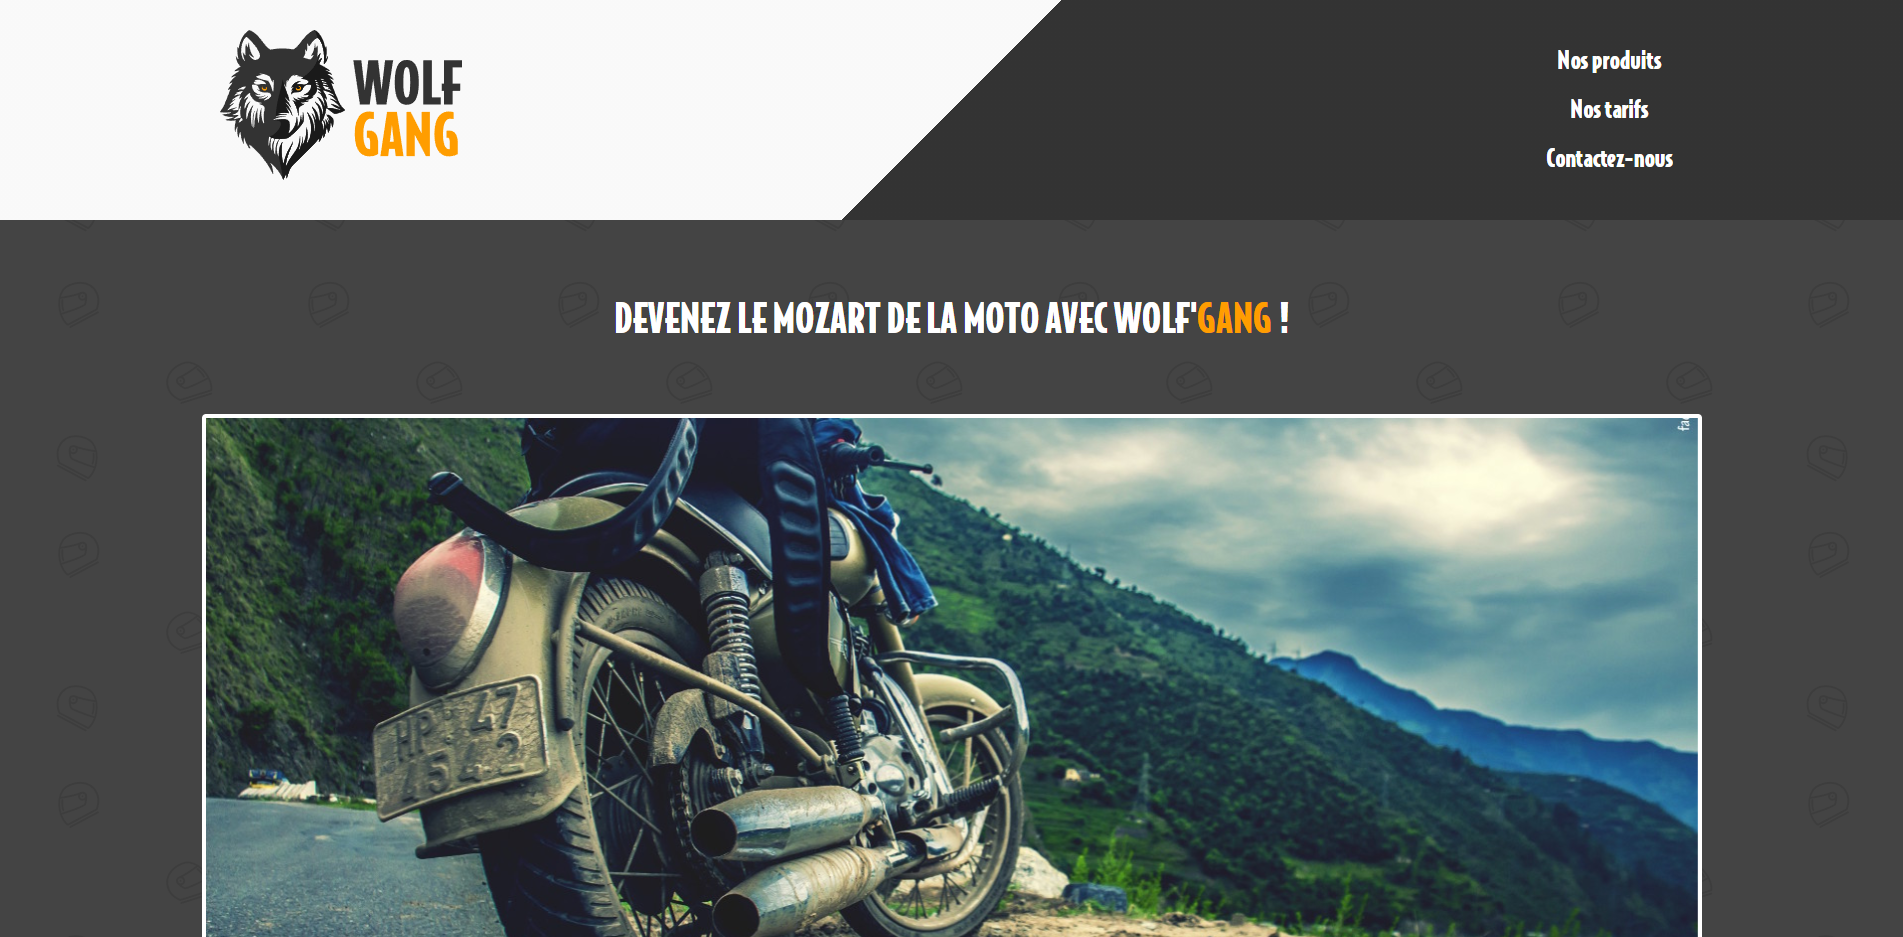 WOLF
GANG
Nos produits
Nos tarifs
Contactez-nous
DEVENEZ LE MOZART DE LA MOTO AVEC WOLF'GANG !
HP
4542